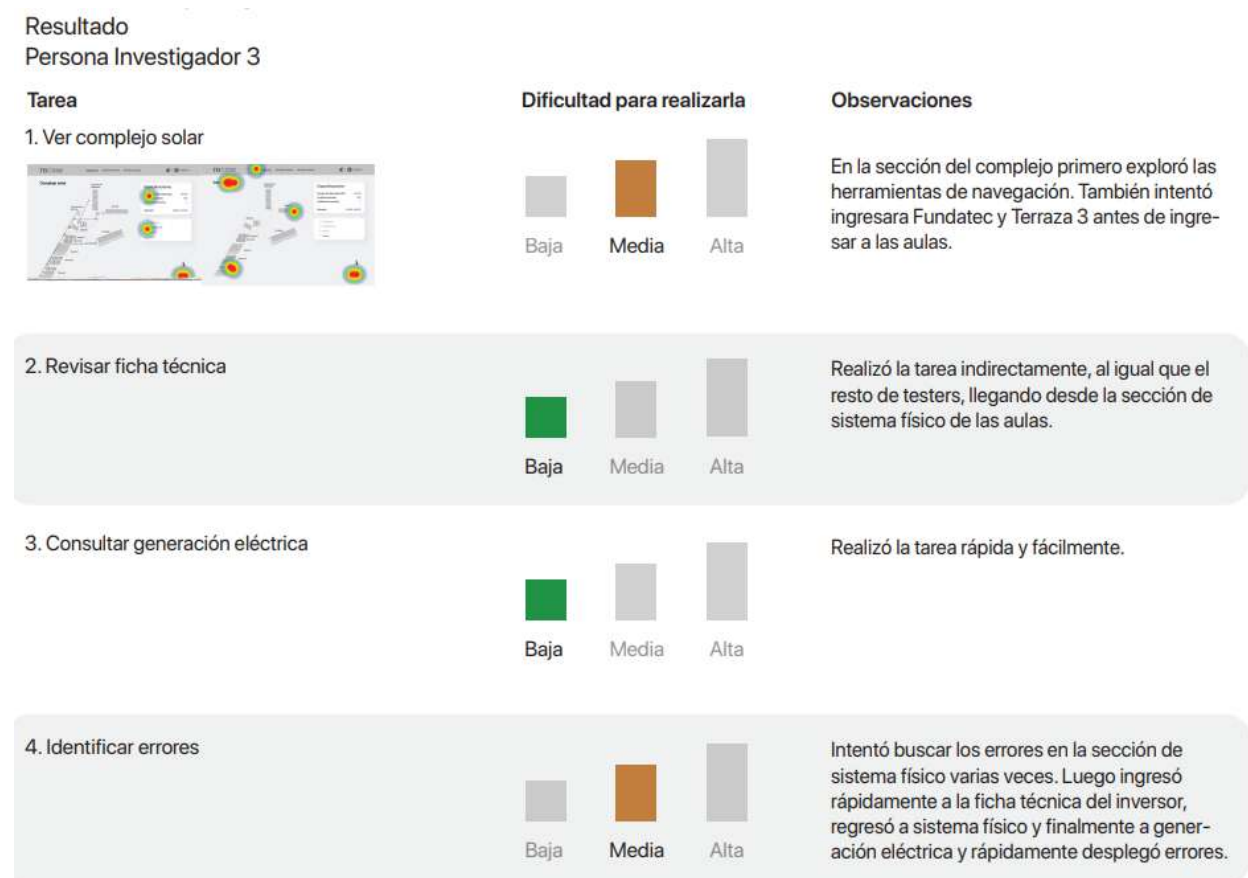 Resultado
Persona Investigador 3
Tarea
Dificultad para realizarla
Observaciones
1. Ver complejo solar
Baja
Media
Alta
En la sección del complejo primero exploró las
herramientas de navegación. También intentó
ingresara Fundatec y Terraza 3 antes de ingre-
sar a las aulas.
2. Revisar ficha técnica
Baja
Media
Alta
Realizó la tarea indirectamente, al igual que el
resto de testers, llegando desde la sección de
sistema físico de las aulas.
3. Consultar generación eléctrica
Baja
Media
Alta
Realizó la tarea rápida y fácilmente.
4. Identificar errores
Baja
Media
Alta
Intentó buscar los errores en la sección de
sistema físico varias veces. Luego ingresó
rápidamente a la ficha técnica del inversor,
regresó a sistema físico y finalmente a gener-
ación eléctrica y rápidamente desplegó errores.